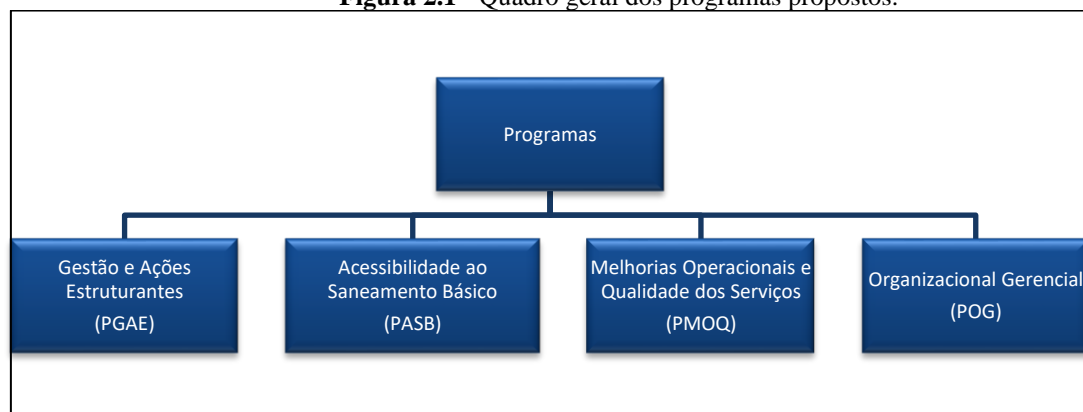 Figura 2.1 - Quadro geral dos programas propostos.
Programas
Gestão e Ações
Estruturantes
(PGAE)
Acessibilidade ao
Saneamento Básico
(PASB)
Melhorias Operacionais e
Qualidade dos Serviços
(PMOQ)
Organizacional Gerencial
(POG)